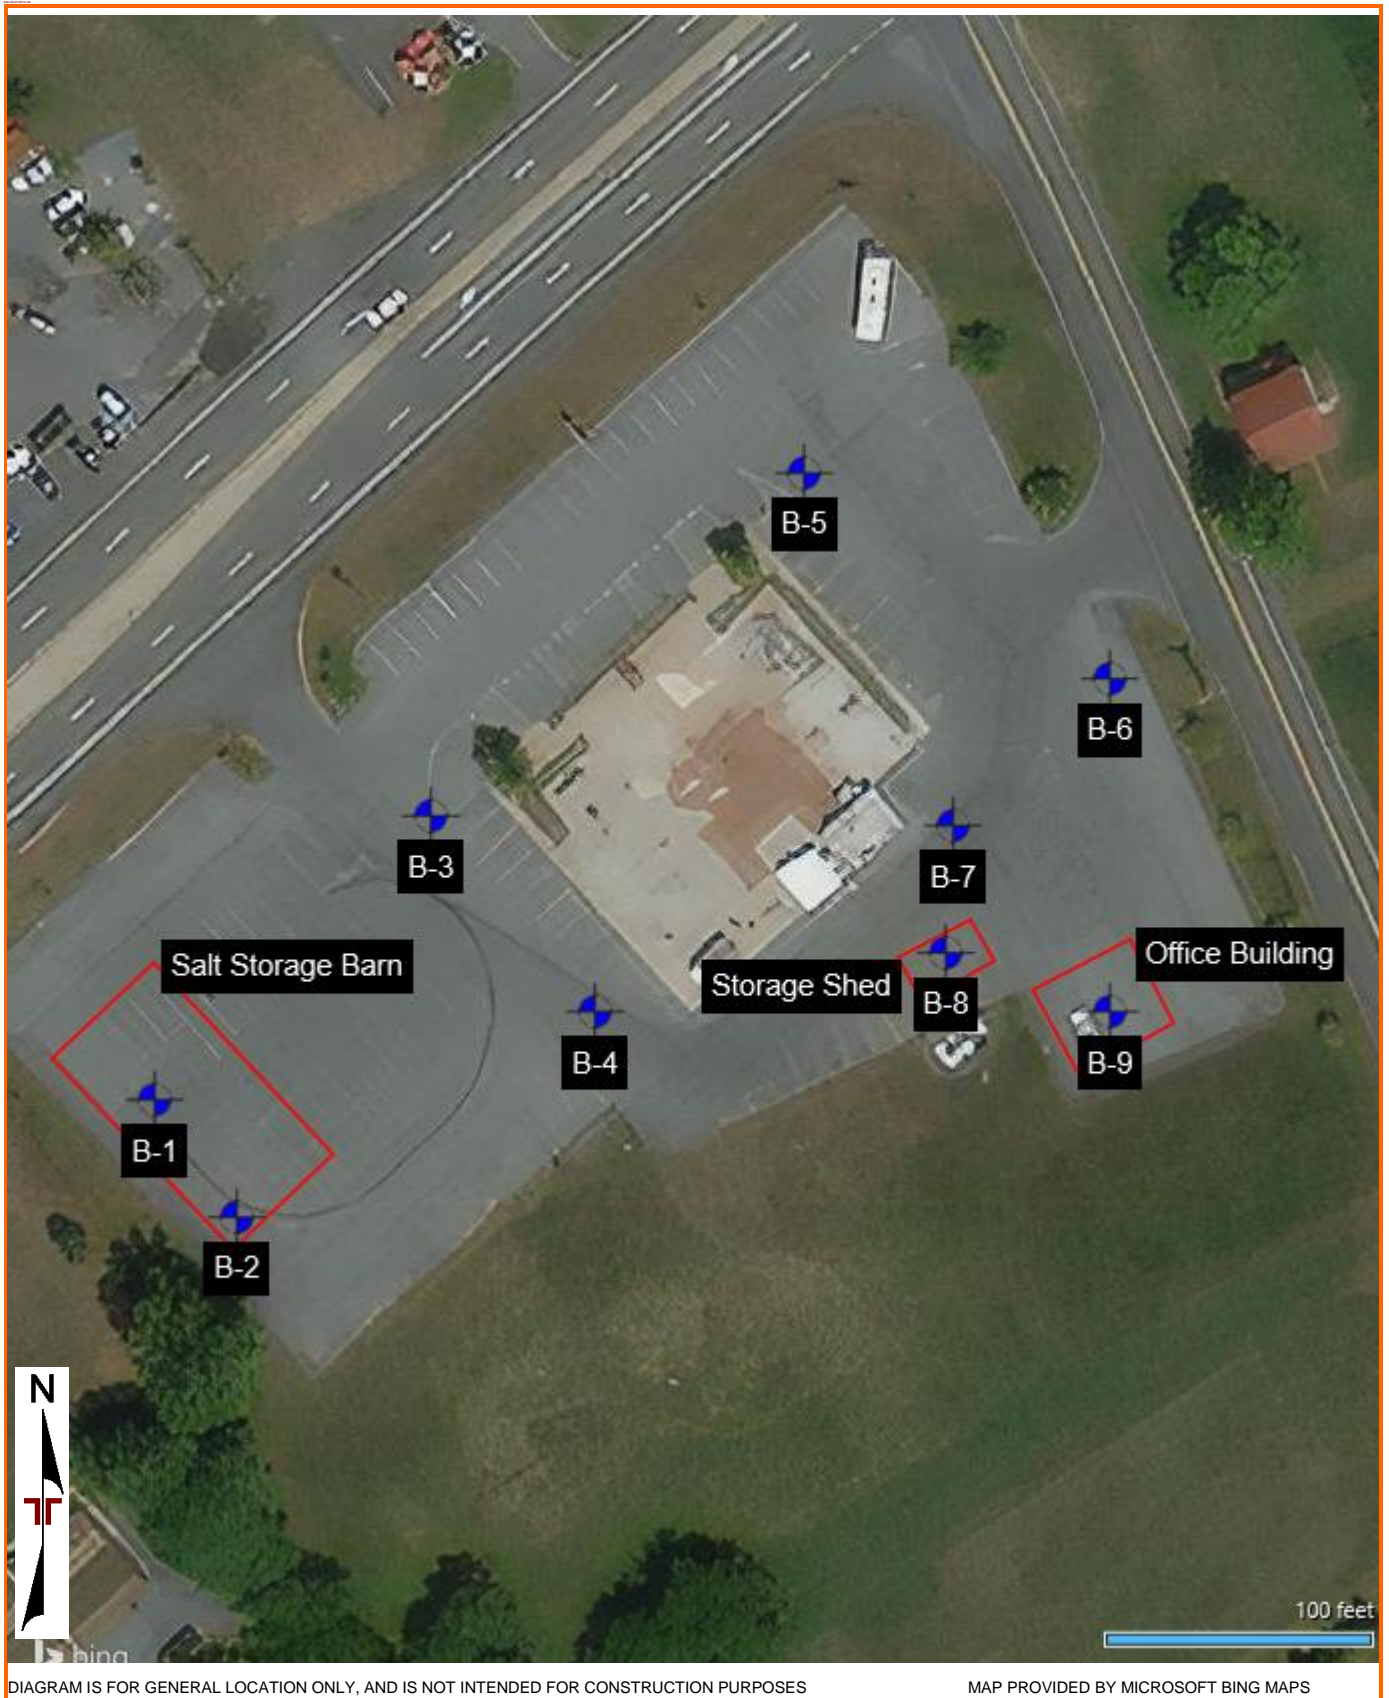 B-5
B-6
B-3
B-7
Salt Storage Barn
Office Building
Storage Shed
B-8
B-4
B-9
B-1
B-2
N
100 feet
bing
DIAGRAM IS FOR GENERAL LOCATION ONLY, AND IS NOT INTENDED FOR CONSTRUCTION PURPOSES
MAP PROVIDED BY MICROSOFT BING MAPS